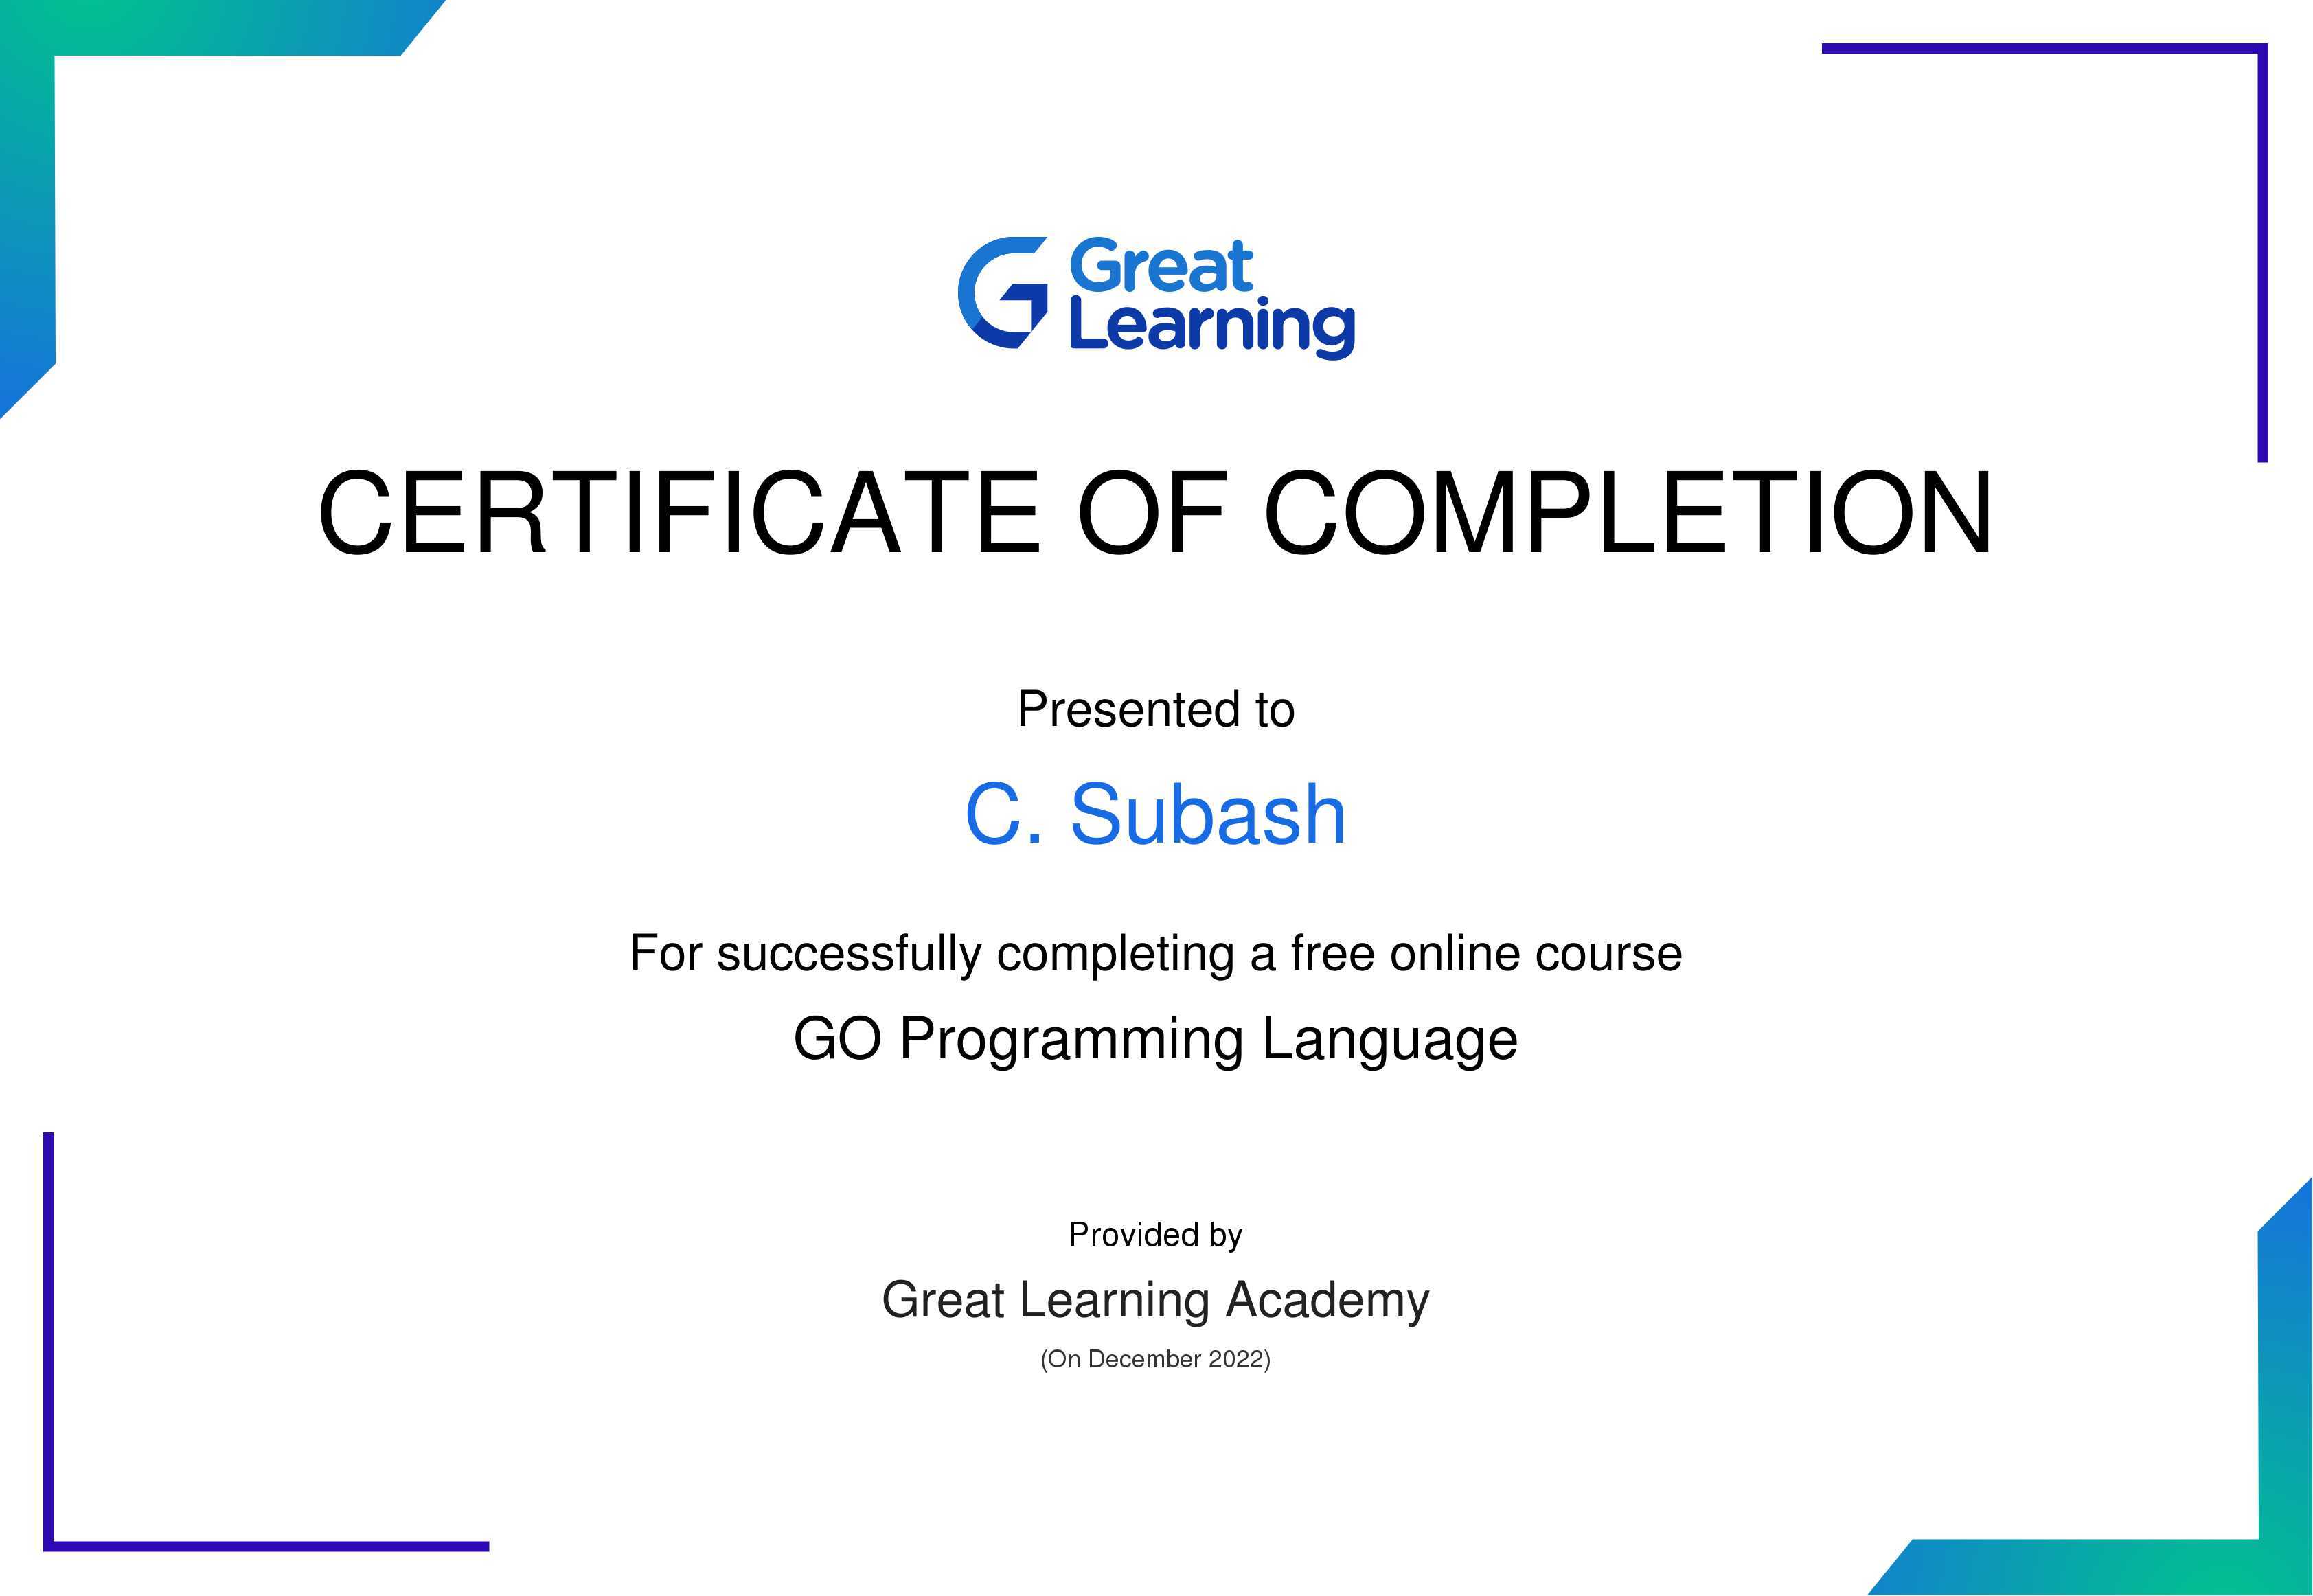 Great
Learning
CERTIFICATE OF COMPLETION
Presented to
C. Subash
For successfully completing a free online course
GO Programming Language
Provided by
Great Learning Academy
(On December 2022)